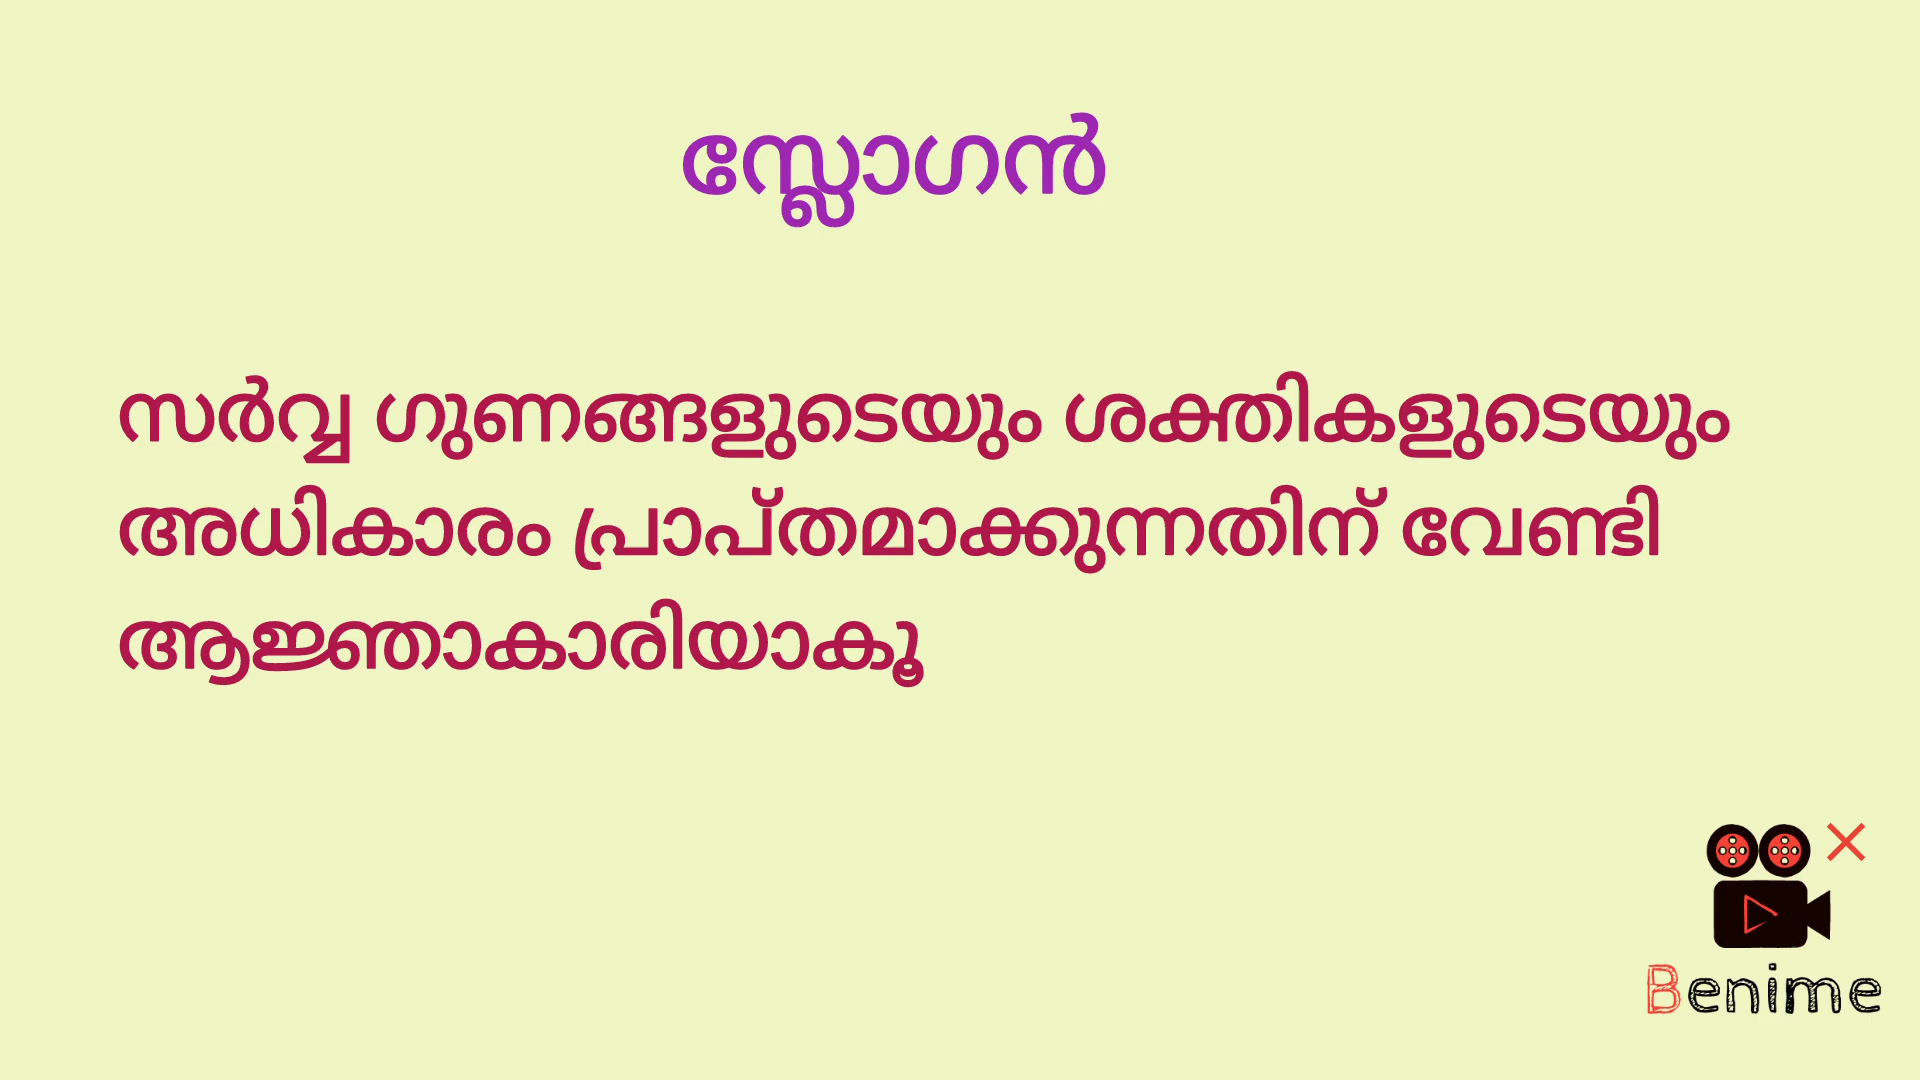 സ്ലോഗൻ
സർവ്വ ഗുണങ്ങളുടെയും ശക്തികളുടെയും
അധികാരം പ്രാപ്തമാക്കുന്നതിന് വേണ്ടി
ആജ്ഞാകാരിയാകൂ
Benime